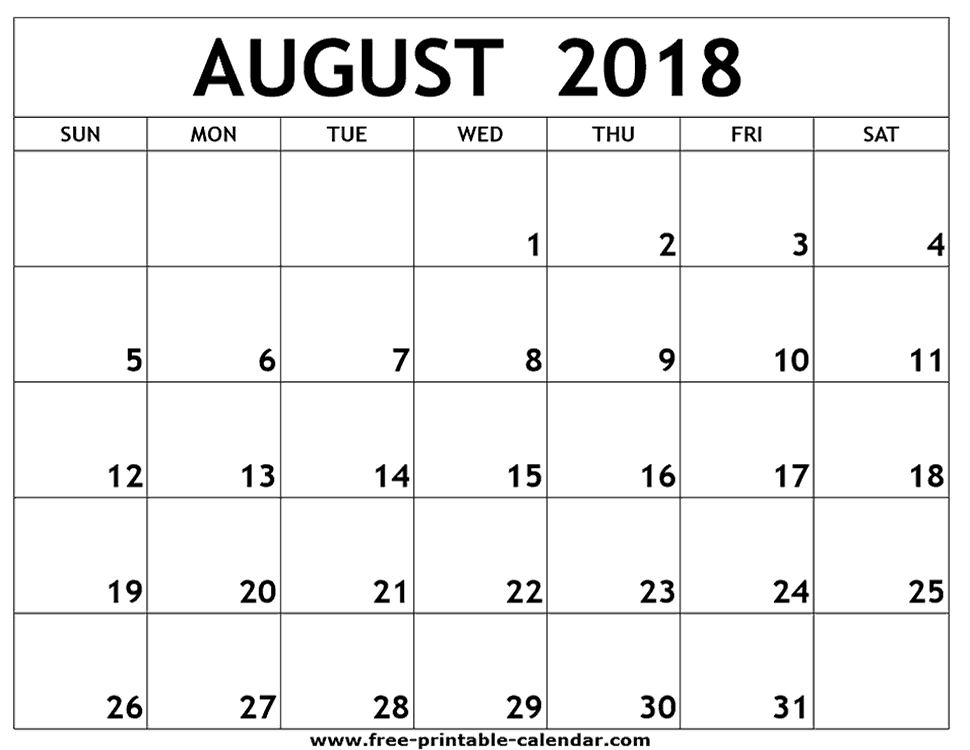 AUGUST 2018
SUN MON TUE WED THU FRI SAT
1 2 3 4
5 6 7 8 9 10 11
12 13 14 15 16 17 18
19 20 21 22 23 24 25
26 27 28 29 30 31
www.free-printable-calendar.com